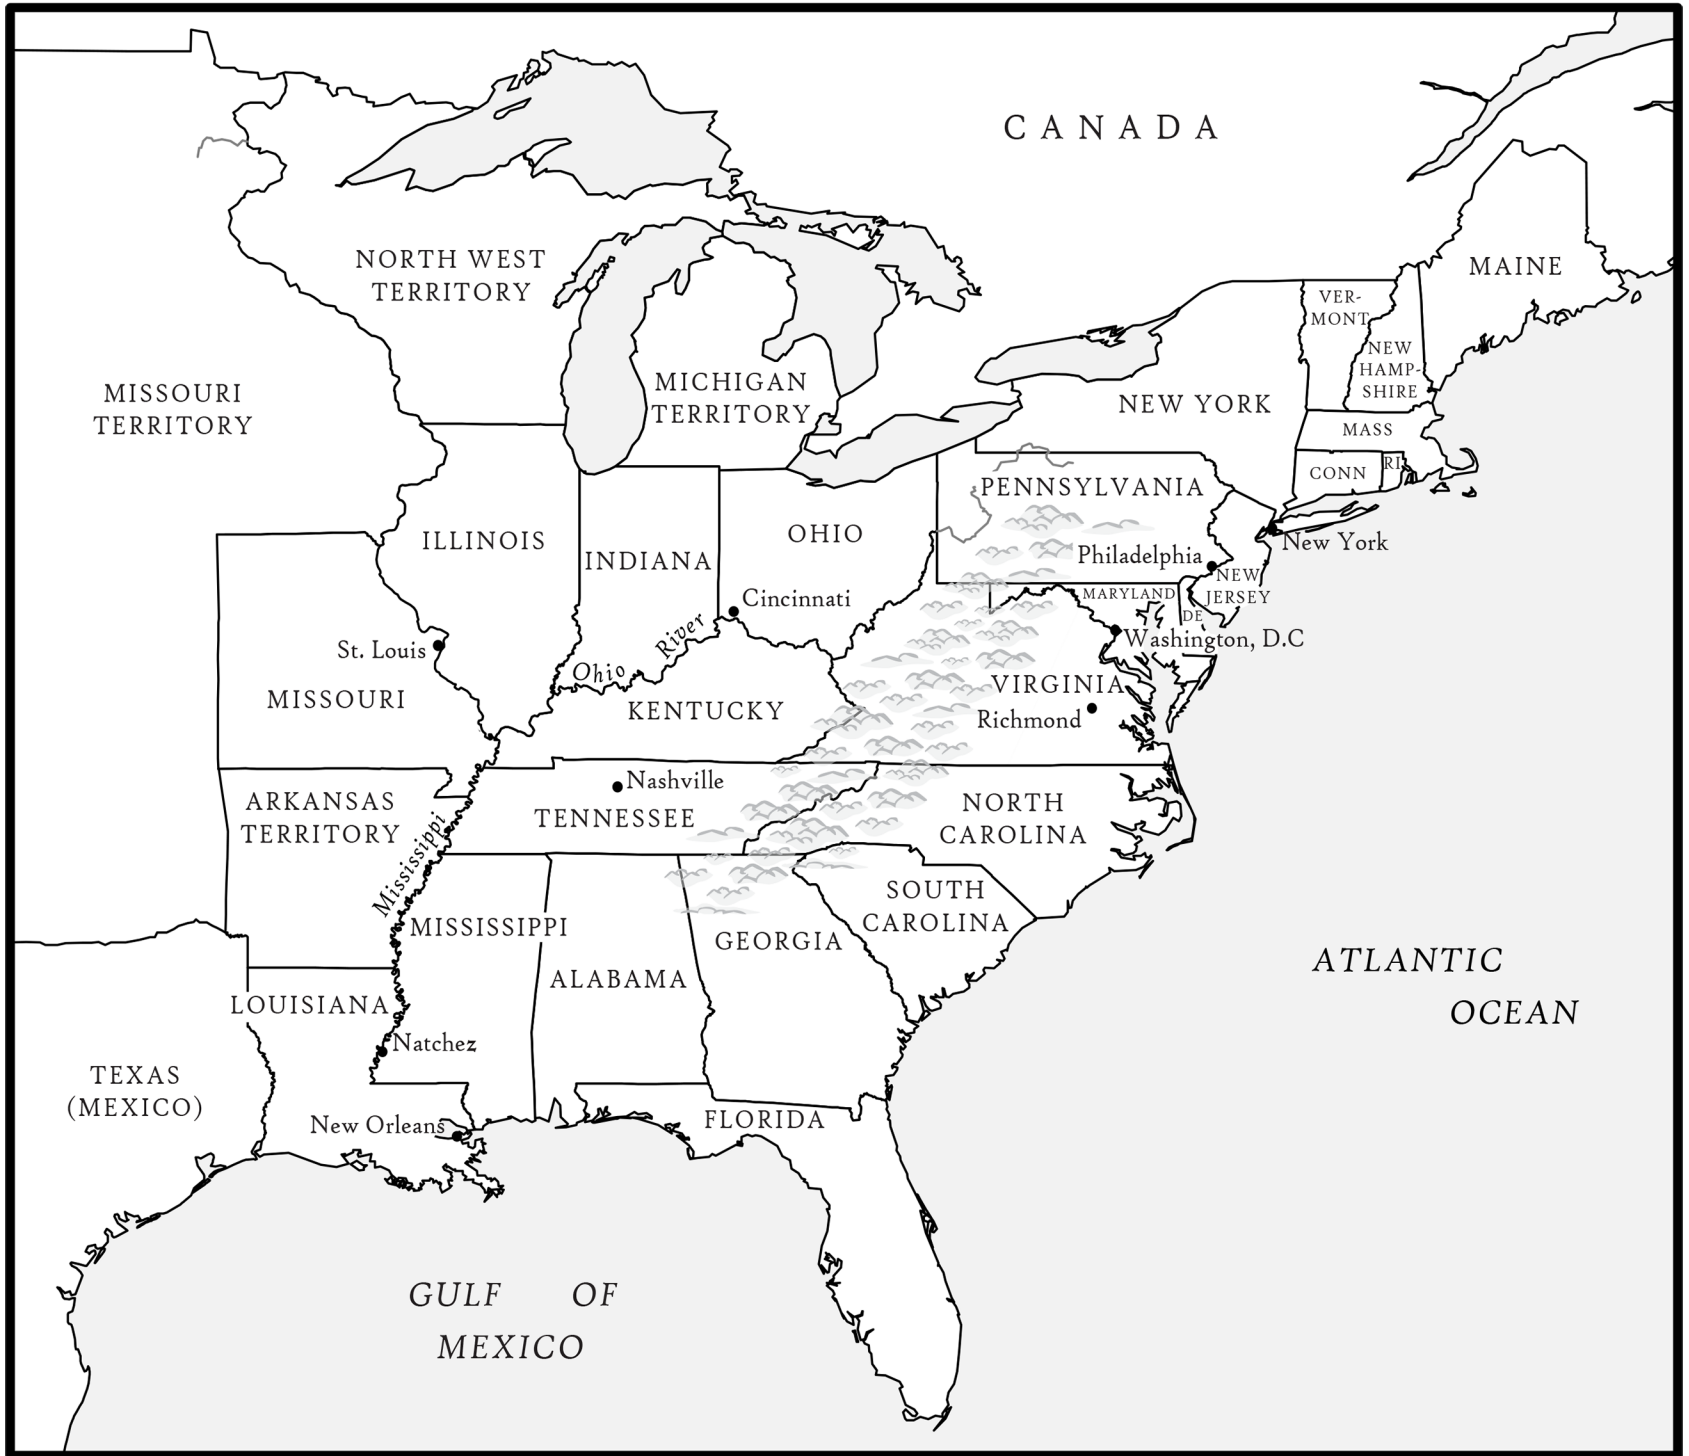 CANADA
NORTH WEST
TERRITORY
MAINE
VER-
MONT
NEW
HAMP-
SHIRE
MISSOURI
TERRITORY
MICHIGAN
TERRITORY
NEW YORK
MASS
CONN
RI
PENNSYLVANIA
ILLINOIS
INDIANA
OHIO
New York
Philadelphia
NEW
JERSEY
Cincinnati
MARYLAND
DE
St. Louis
Ohio River
Washington, D.C
MISSOURI
KENTUCKY
VIRGINIA
Richmond
Nashville
TENNESSEE
ARKANSAS
TERRITORY
NORTH
CAROLINA
Mississippi
SOUTH
CAROLINA
MISSISSIPPI
GEORGIA
ALABAMA
ATLANTIC
OCEAN
LOUISIANA
Natchez
TEXAS
(MEXICO)
New Orleans
FLORIDA
GULF OF
MEXICO